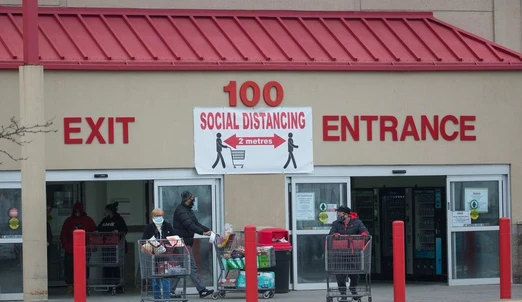 100
EXIT
SOCIAL DISTANCING
2 metres
ENTRANCE